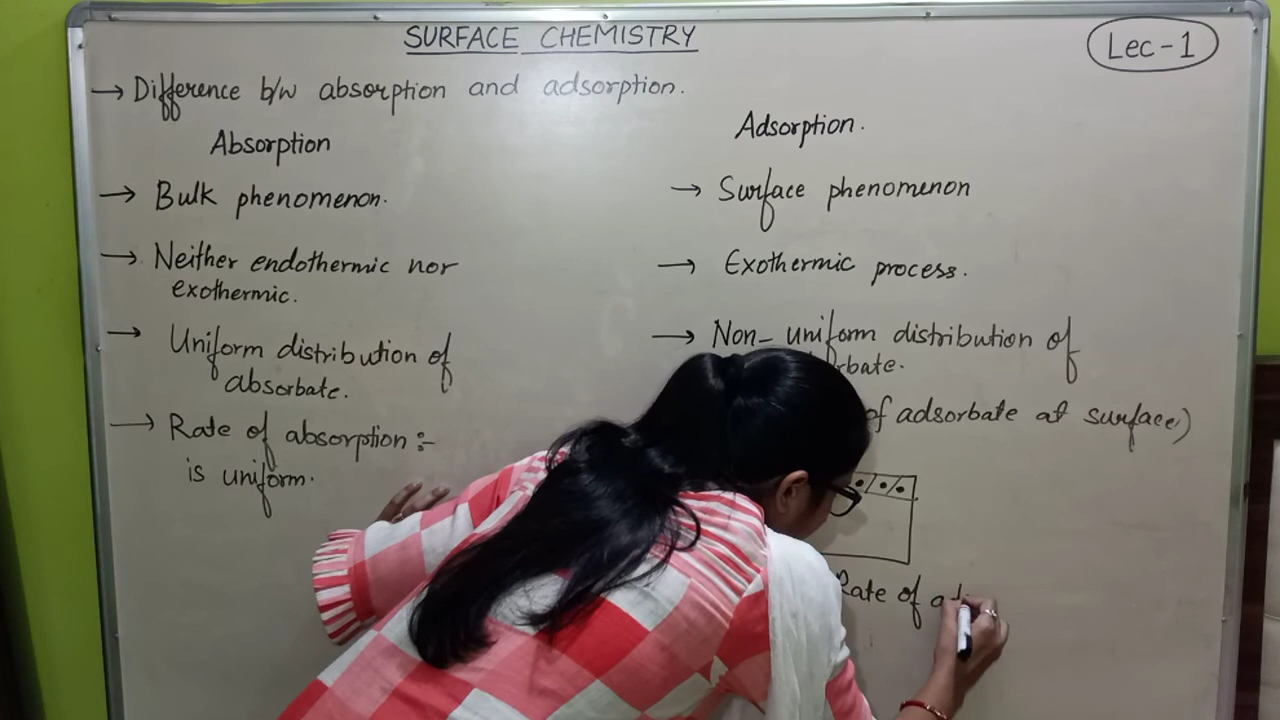 SURFACE CHEMISTRY
Lec-1
→ Difference b/w absorption and adsorption.
Absorption
→ Bulk phenomenon.
→ Neither endothermic nor
exothermic.
→ Uniform distribution of
absorbate.
→ Rate of absorption :-
is uniform.
Adsorption.
→ Surface phenomenon
→ Exothermic process.
→ Non-uniform distribution of
of adsorbate at surface)
Rate of